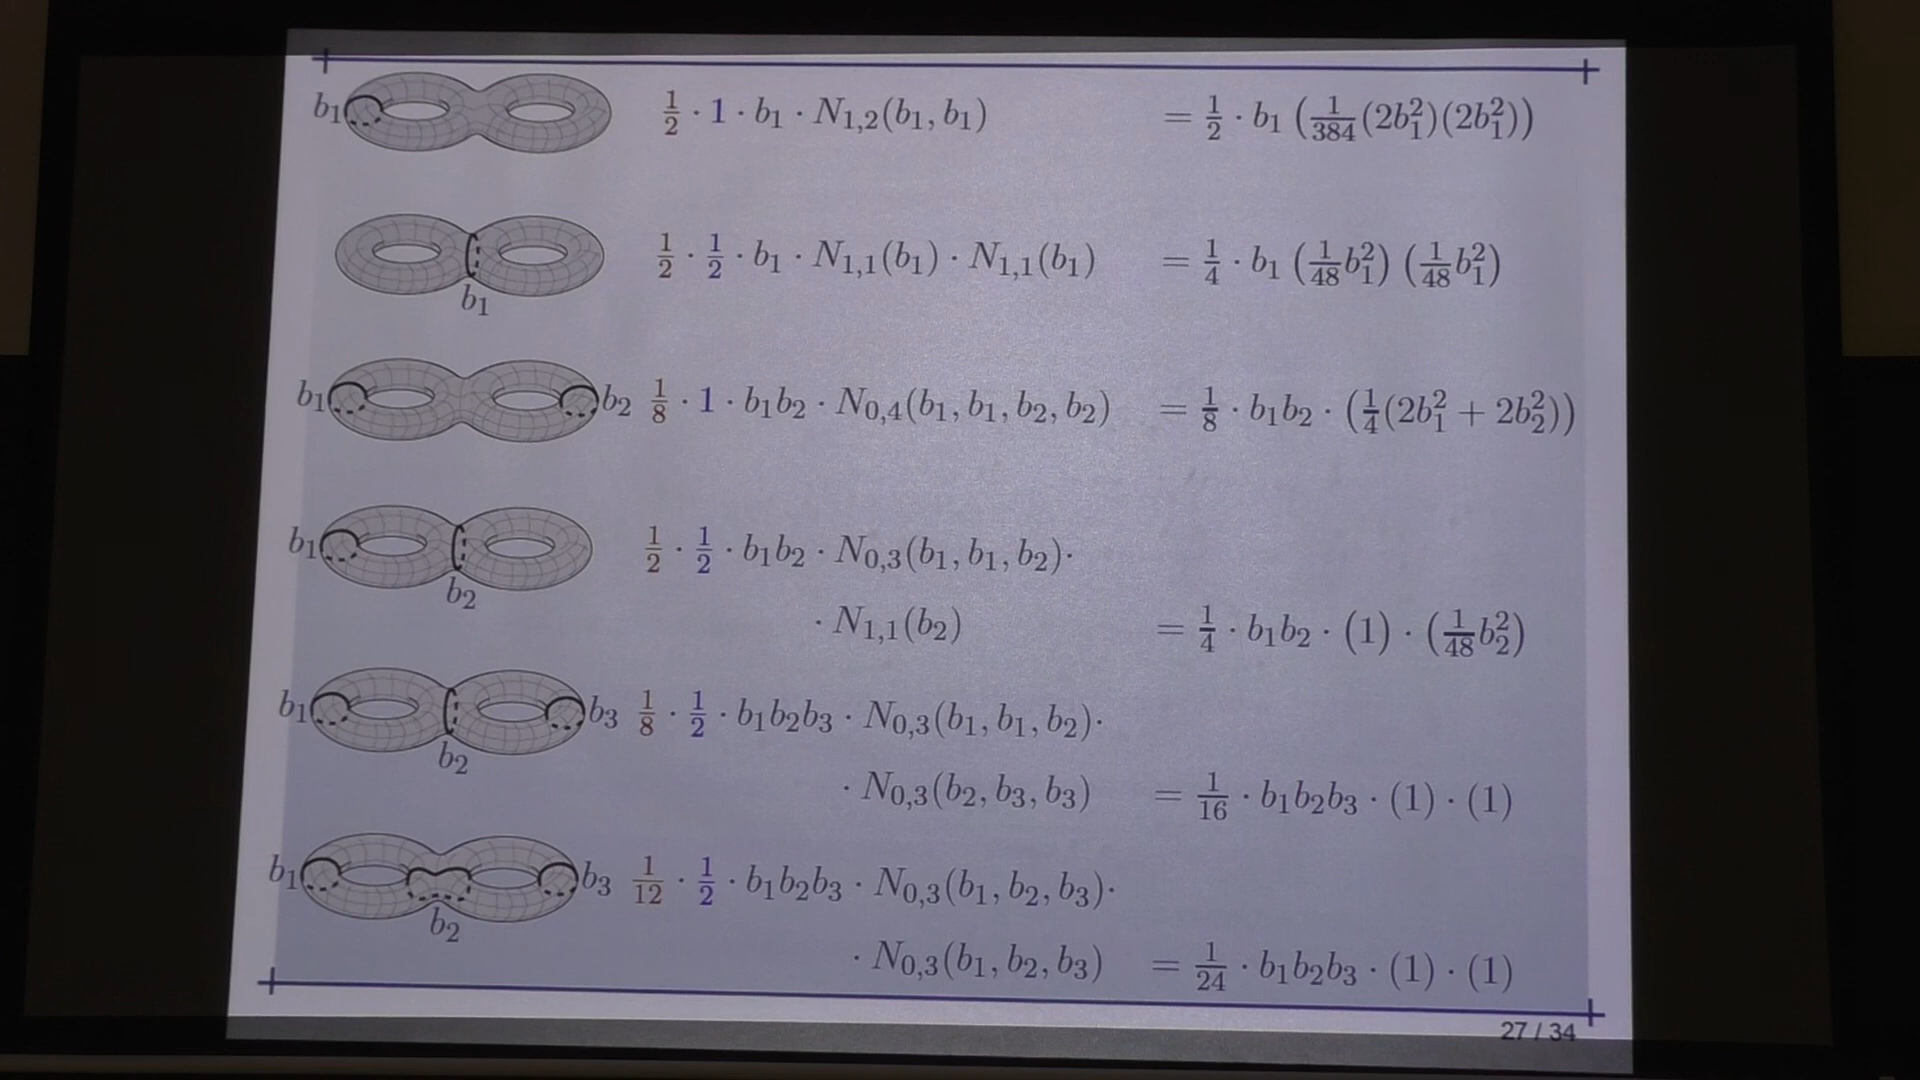 b₁ ½ · 1 · b₁ · N₁,₂(b₁, b₁) = ½ · b₁ (1/384 (2b₁²)(2b₁²))
½ · ½ · b₁ · N₁,₁(b₁) · N₁,₁(b₁) = ¼ · b₁ (1/48 b₁²) (1/48 b₁²)
b₁
b₁ b₂ ⅛ · 1 · b₁b₂ · N₀,₄(b₁, b₁, b₂, b₂) = ⅛ · b₁b₂ · (¼(2b₁² + 2b₂²))
b₁ ½ · ½ · b₁b₂ · N₀,₃(b₁, b₁, b₂)·
b₂
· N₁,₁(b₂) = ¼ · b₁b₂ · (1) · (1/48 b₂²)
b₁ b₃ ⅛ · ½ · b₁b₂b₃ · N₀,₃(b₁, b₁, b₂)·
b₂
· N₀,₃(b₂, b₃, b₃) = 1/16 · b₁b₂b₃ · (1) · (1)
b₁ b₃ 1/12 · ½ · b₁b₂b₃ · N₀,₃(b₁, b₂, b₃)·
b₂
· N₀,₃(b₁, b₂, b₃) = 1/24 · b₁b₂b₃ · (1) · (1)
27 / 34